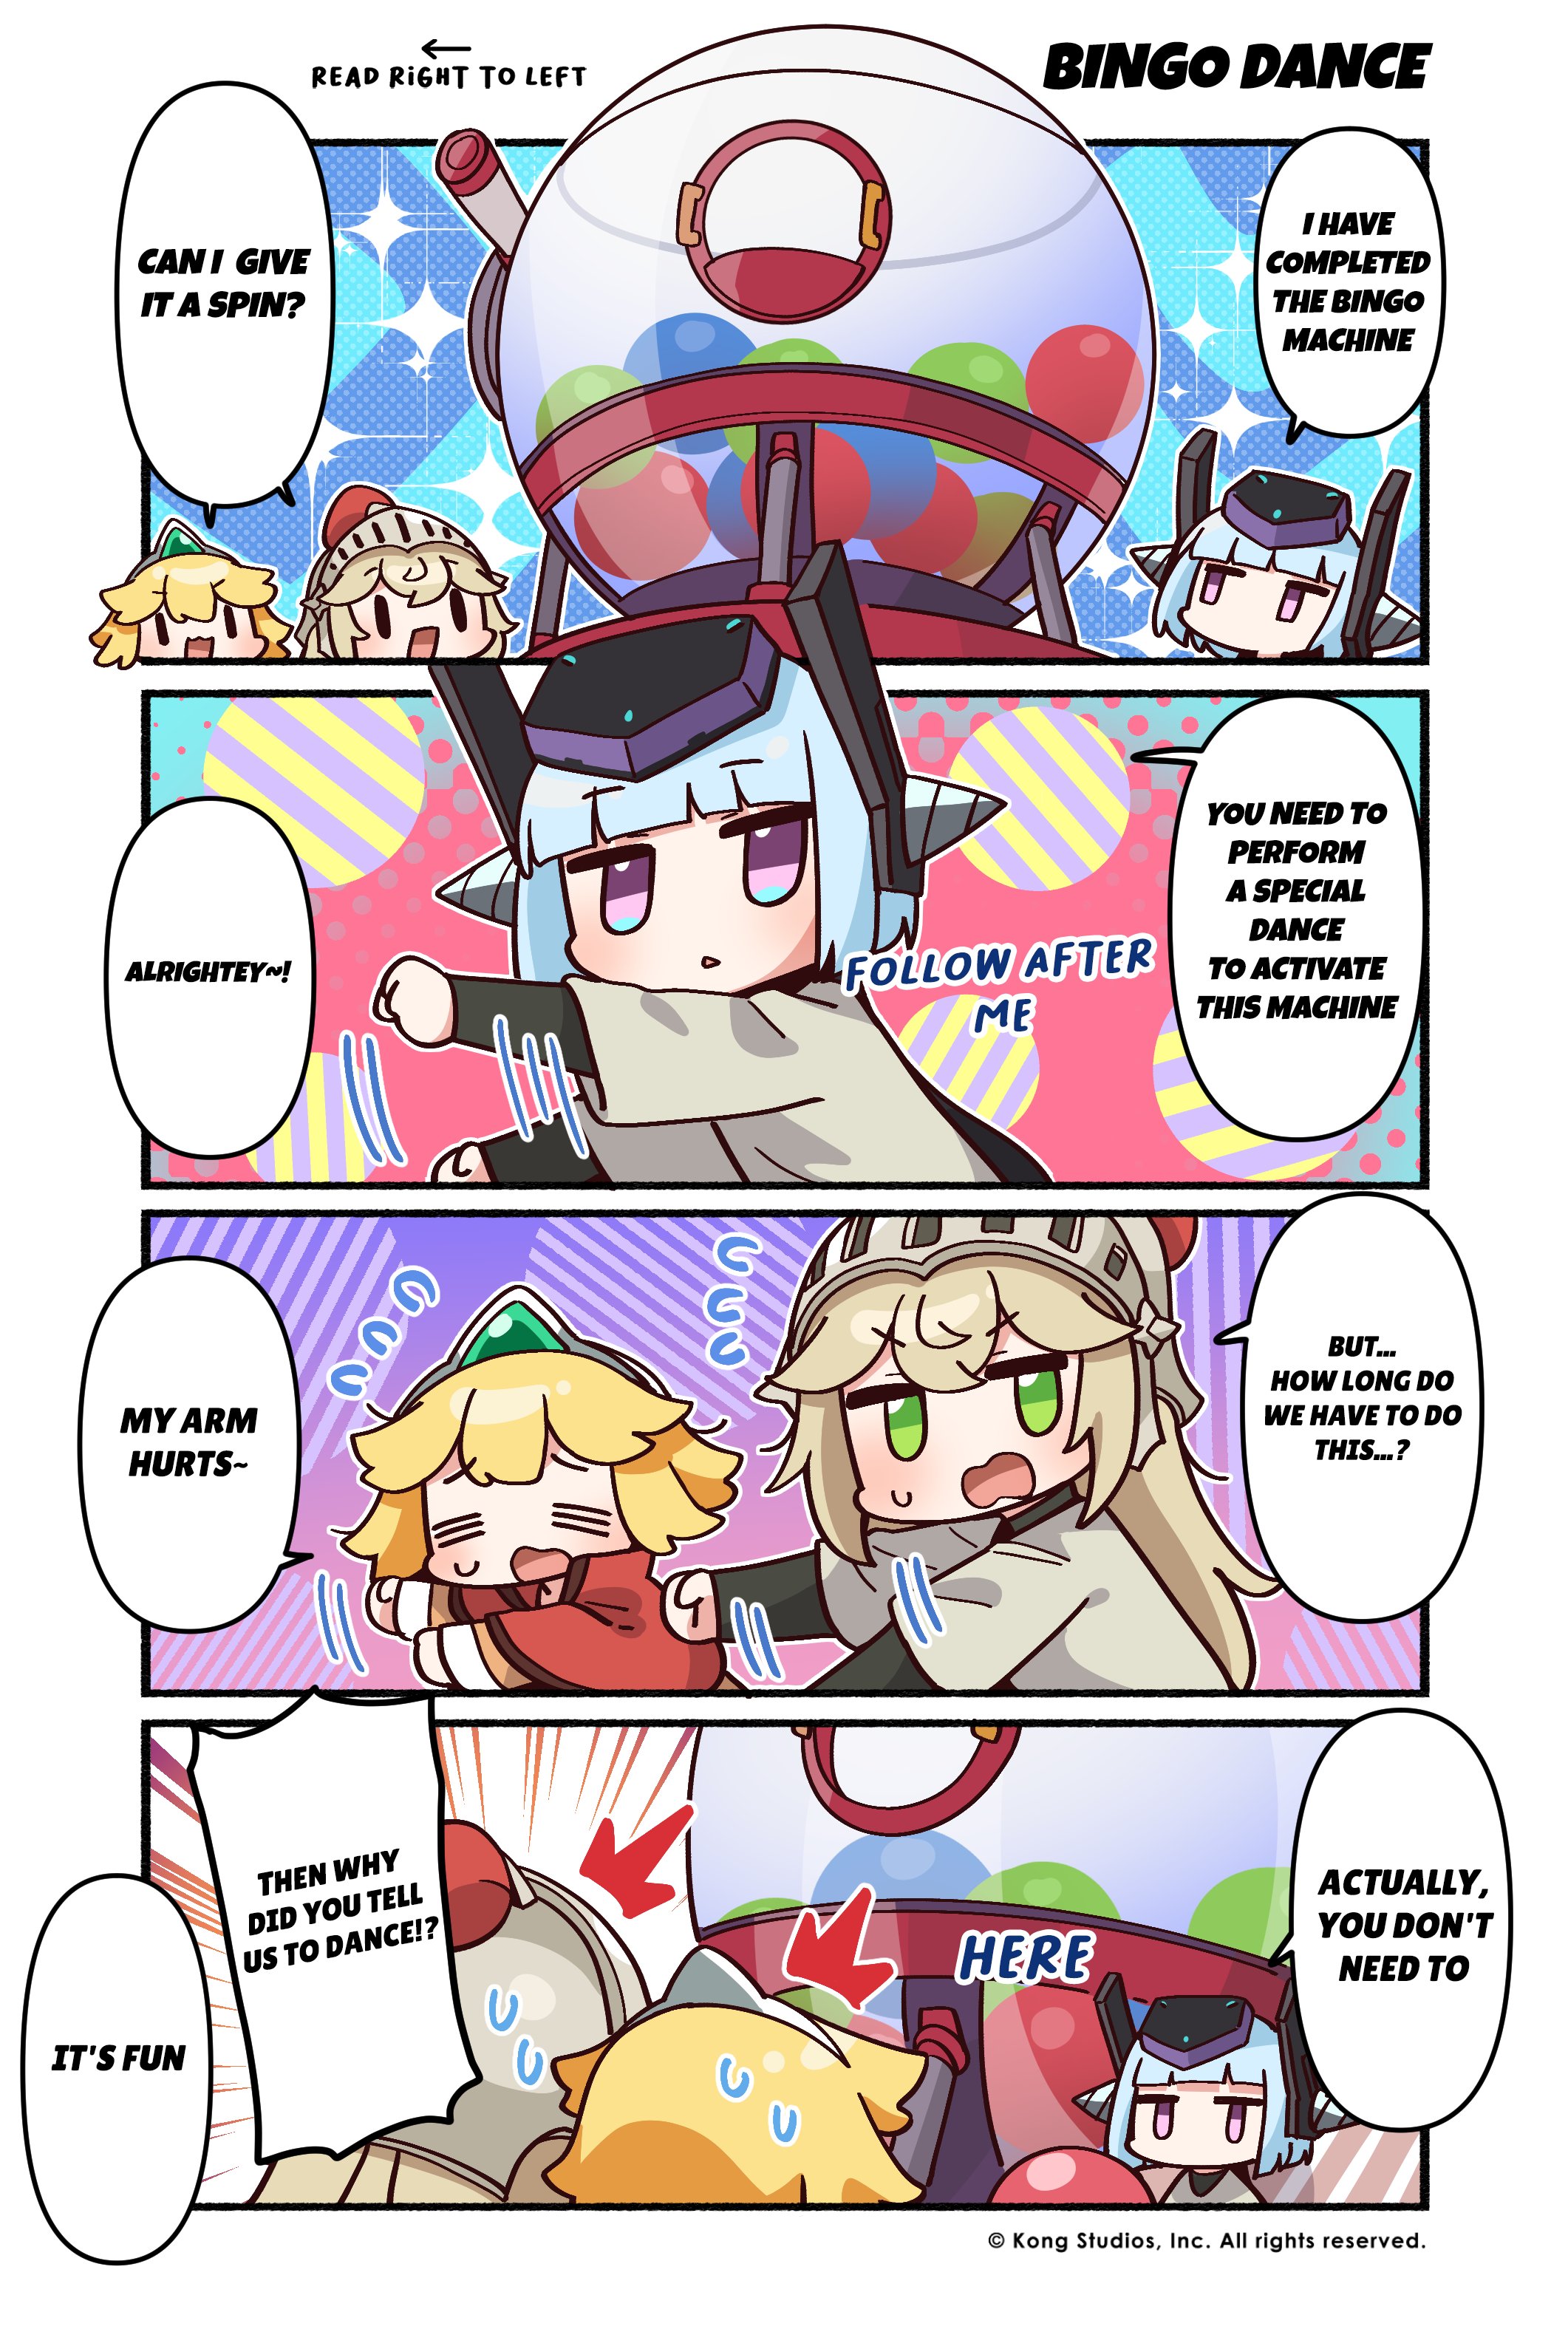 BINGO DANCE
←
READ RIGHT TO LEFT
I HAVE
COMPLETED
THE BINGO
MACHINE
CAN I GIVE
IT A SPIN?
YOU NEED TO
PERFORM
A SPECIAL
DANCE
TO ACTIVATE
THIS MACHINE
FOLLOW AFTER
ME
ALRIGHTEY~!
BUT...
HOW LONG DO
WE HAVE TO DO
THIS...?
MY ARM
HURTS~
ACTUALLY,
YOU DON'T
NEED TO
HERE
THEN WHY
DID YOU TELL
US TO DANCE!?
IT'S FUN
© Kong Studios, Inc. All rights reserved.